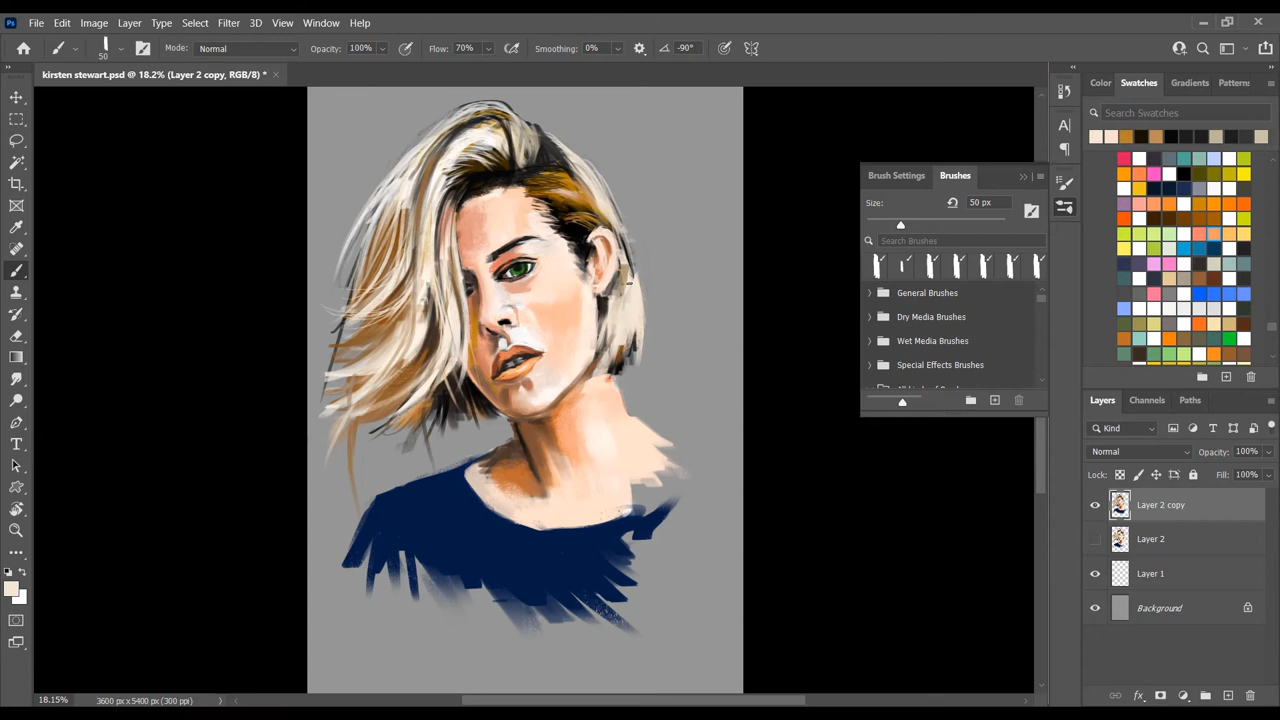 Ps File Edit Image Layer Type Select Filter 3D View Window Help
50 Mode: Normal Opacity: 100% Flow: 70% Smoothing: 0% -90°
kirsten stewart.psd @ 18.2% (Layer 2 copy, RGB/8) *
Color Swatches Gradients Patterns
Search Swatches
Brush Settings Brushes
Size: 50 px
Search Brushes
General Brushes
Dry Media Brushes
Wet Media Brushes
Special Effects Brushes
Layers Channels Paths
Kind
Normal Opacity: 100%
Lock: Fill: 100%
Layer 2 copy
Layer 2
Layer 1
Background
18.15% 3600 px x 5400 px (300 ppi)